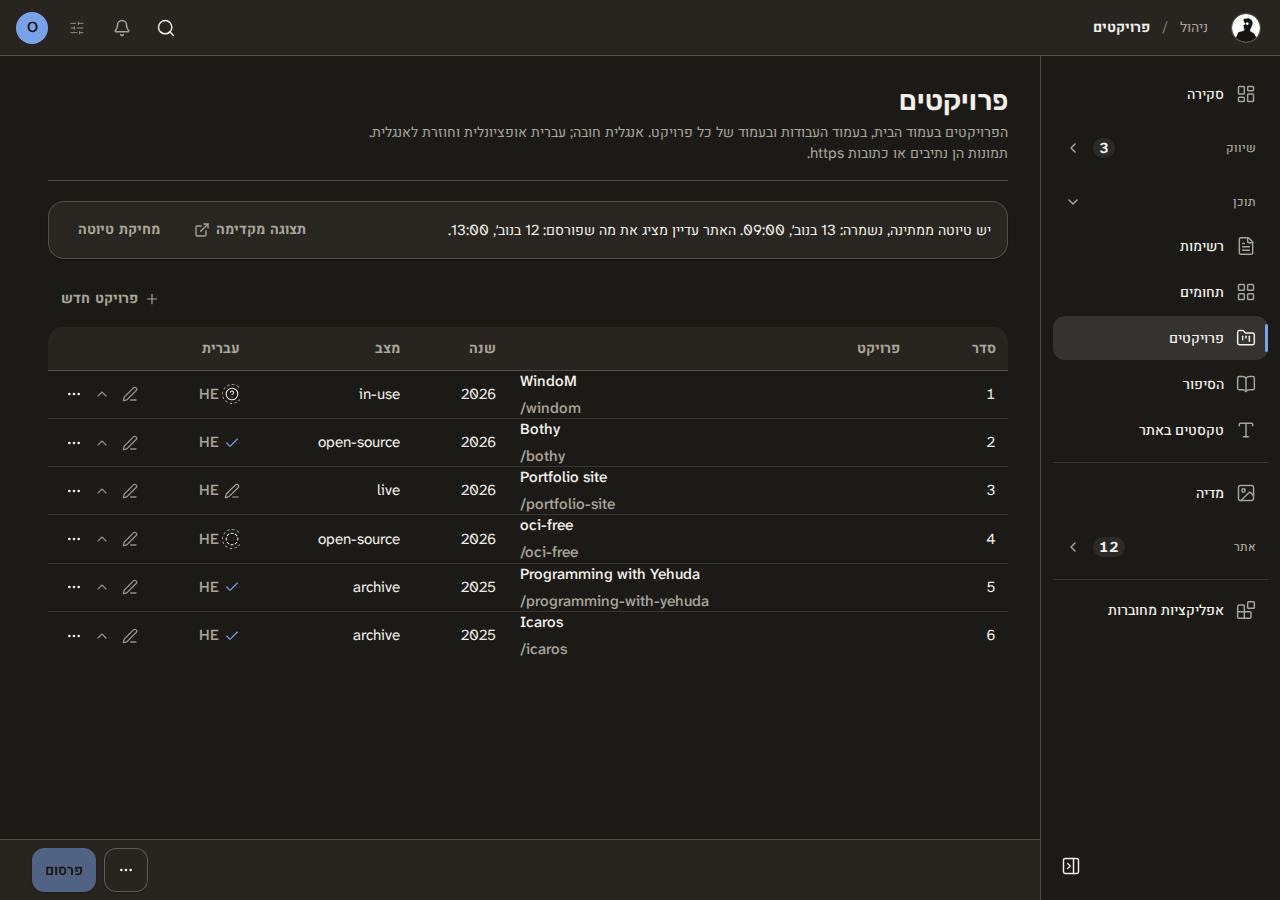 ניהול / פרויקטים
O
סקירה
שיווק 3
תוכן
רשימות
תחומים
פרויקטים
הסיפור
טקסטים באתר
מדיה
אתר 12
אפליקציות מחוברות
פרויקטים
הפרויקטים בעמוד הבית, בעמוד העבודות ובעמוד של כל פרויקט. אנגלית חובה; עברית אופציונלית וחוזרת לאנגלית.
תמונות הן נתיבים או כתובות https.
יש טיוטה ממתינה, נשמרה: 13 בנוב׳, 09:00. האתר עדיין מציג את מה שפורסם: 12 בנוב׳, 13:00.
תצוגה מקדימה
מחיקת טיוטה
פרויקט חדש
סדר פרויקט שנה מצב עברית
1 WindoM 2026 in-use HE
/windom
2 Bothy 2026 open-source HE
/bothy
3 Portfolio site 2026 live HE
/portfolio-site
4 oci-free 2026 open-source HE
/oci-free
5 Programming with Yehuda 2025 archive HE
/programming-with-yehuda
6 Icaros 2025 archive HE
/icaros
פרסום